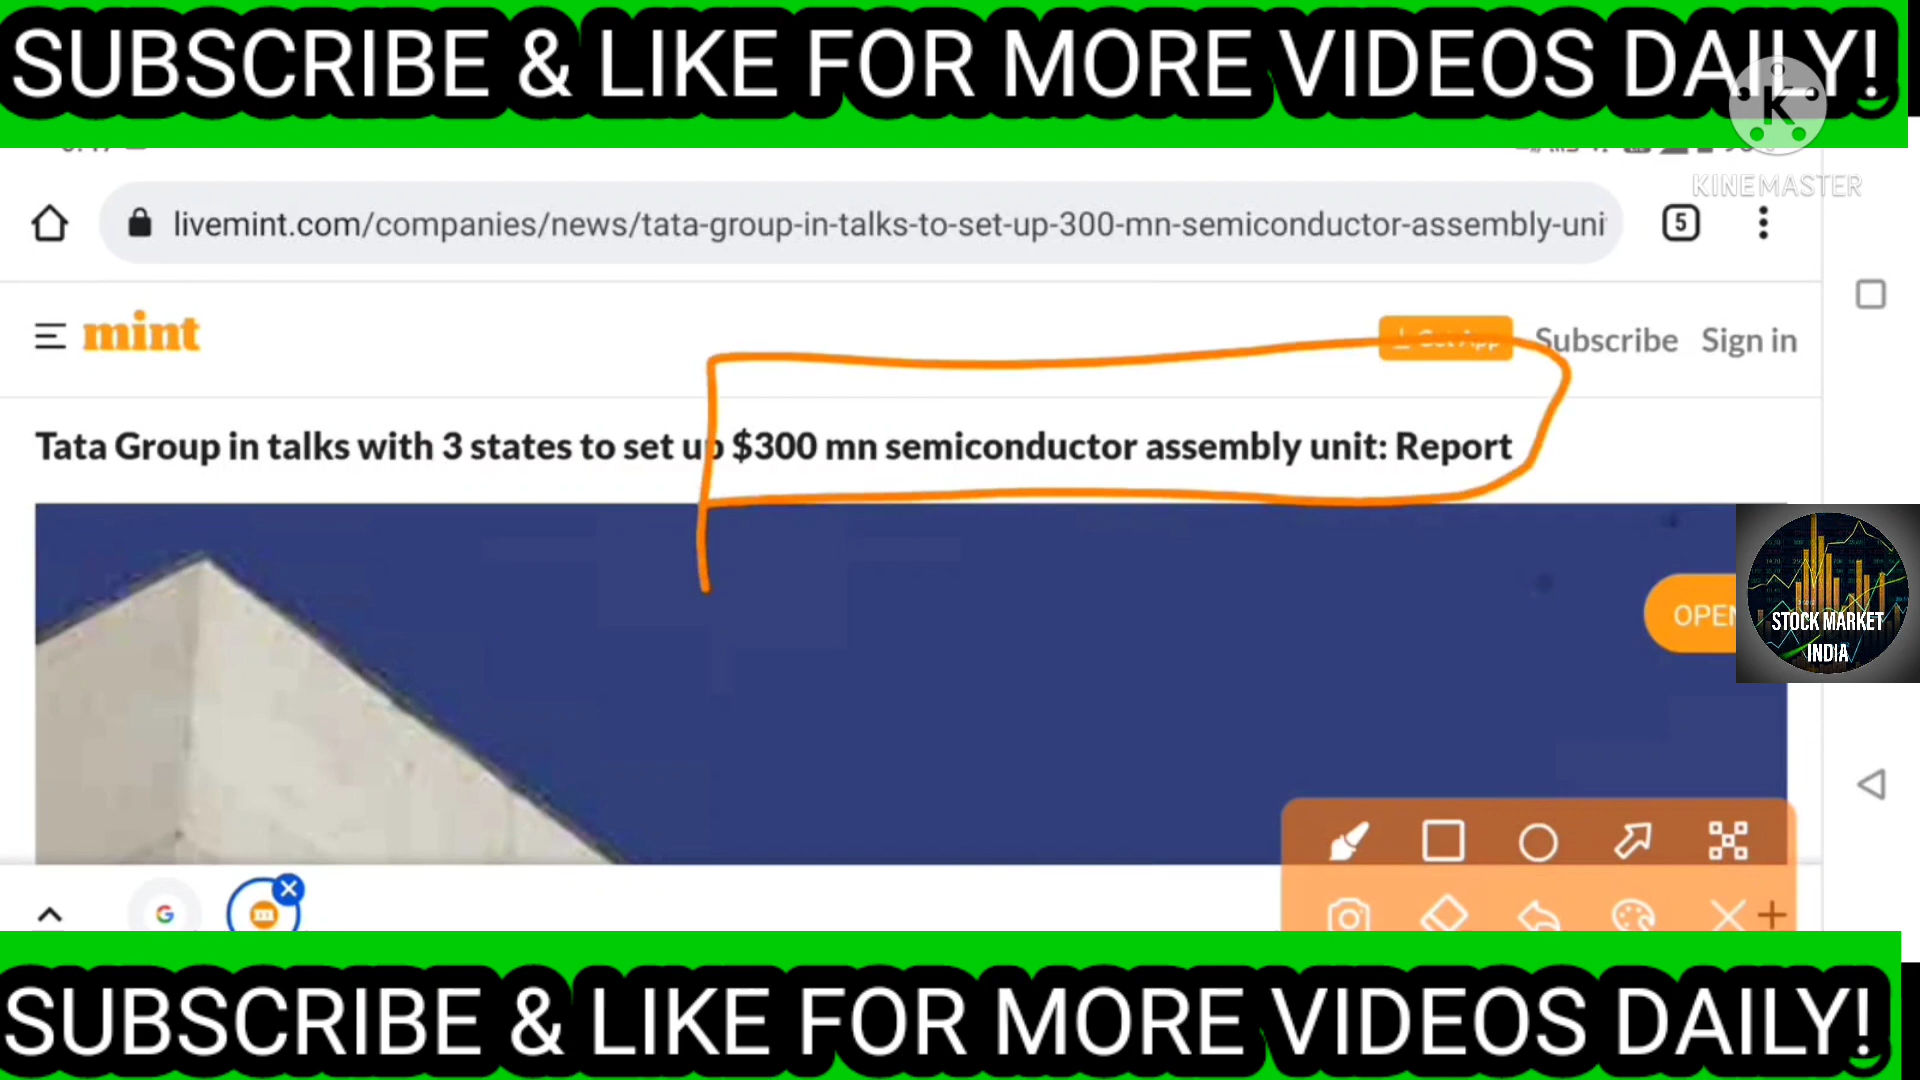 SUBSCRIBE & LIKE FOR MORE VIDEOS DAILY!
K
KINEMASTER
livemint.com/companies/news/tata-group-in-talks-to-set-up-300-mn-semiconductor-assembly-uni
5
mint
Get App Subscribe Sign in
Tata Group in talks with 3 states to set up $300 mn semiconductor assembly unit: Report
OPEN
STOCK MARKET
INDIA
G
m
SUBSCRIBE & LIKE FOR MORE VIDEOS DAILY!